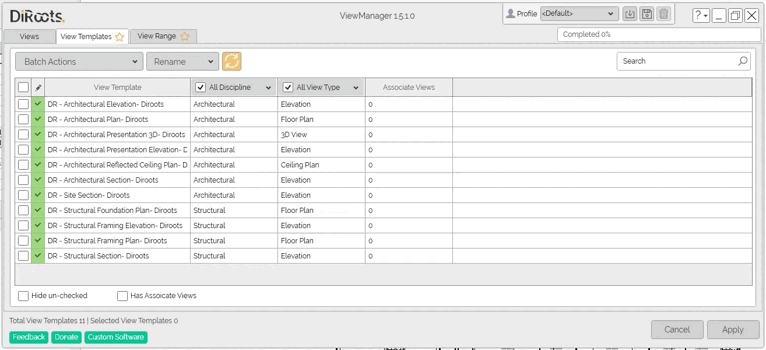 DiRoots.
ViewManager 1.5.1.0
Profile <Default>
? - _
Views View Templates View Range
Completed 0%
Batch Actions Rename Search
View Template All Discipline All View Type Associate Views
DR - Architectural Elevation- Diroots Architectural Elevation 0
DR - Architectural Plan- Diroots Architectural Floor Plan 0
DR - Architectural Presentation 3D- Diroots Architectural 3D View 0
DR - Architectural Presentation Elevation- D Architectural Elevation 0
DR - Architectural Reflected Ceiling Plan- D Architectural Ceiling Plan 0
DR - Architectural Section- Diroots Architectural Elevation 0
DR - Site Section- Diroots Architectural Elevation 0
DR - Structural Foundation Plan- Diroots Structural Floor Plan 0
DR - Structural Framing Elevation- Diroots Structural Elevation 0
DR - Structural Framing Plan- Diroots Structural Floor Plan 0
DR - Structural Section- Diroots Structural Elevation 0
Hide un-checked Has Assoicate Views
Total View Templates 11 | Selected View Templates 0
Feedback Donate Custom Software Cancel Apply